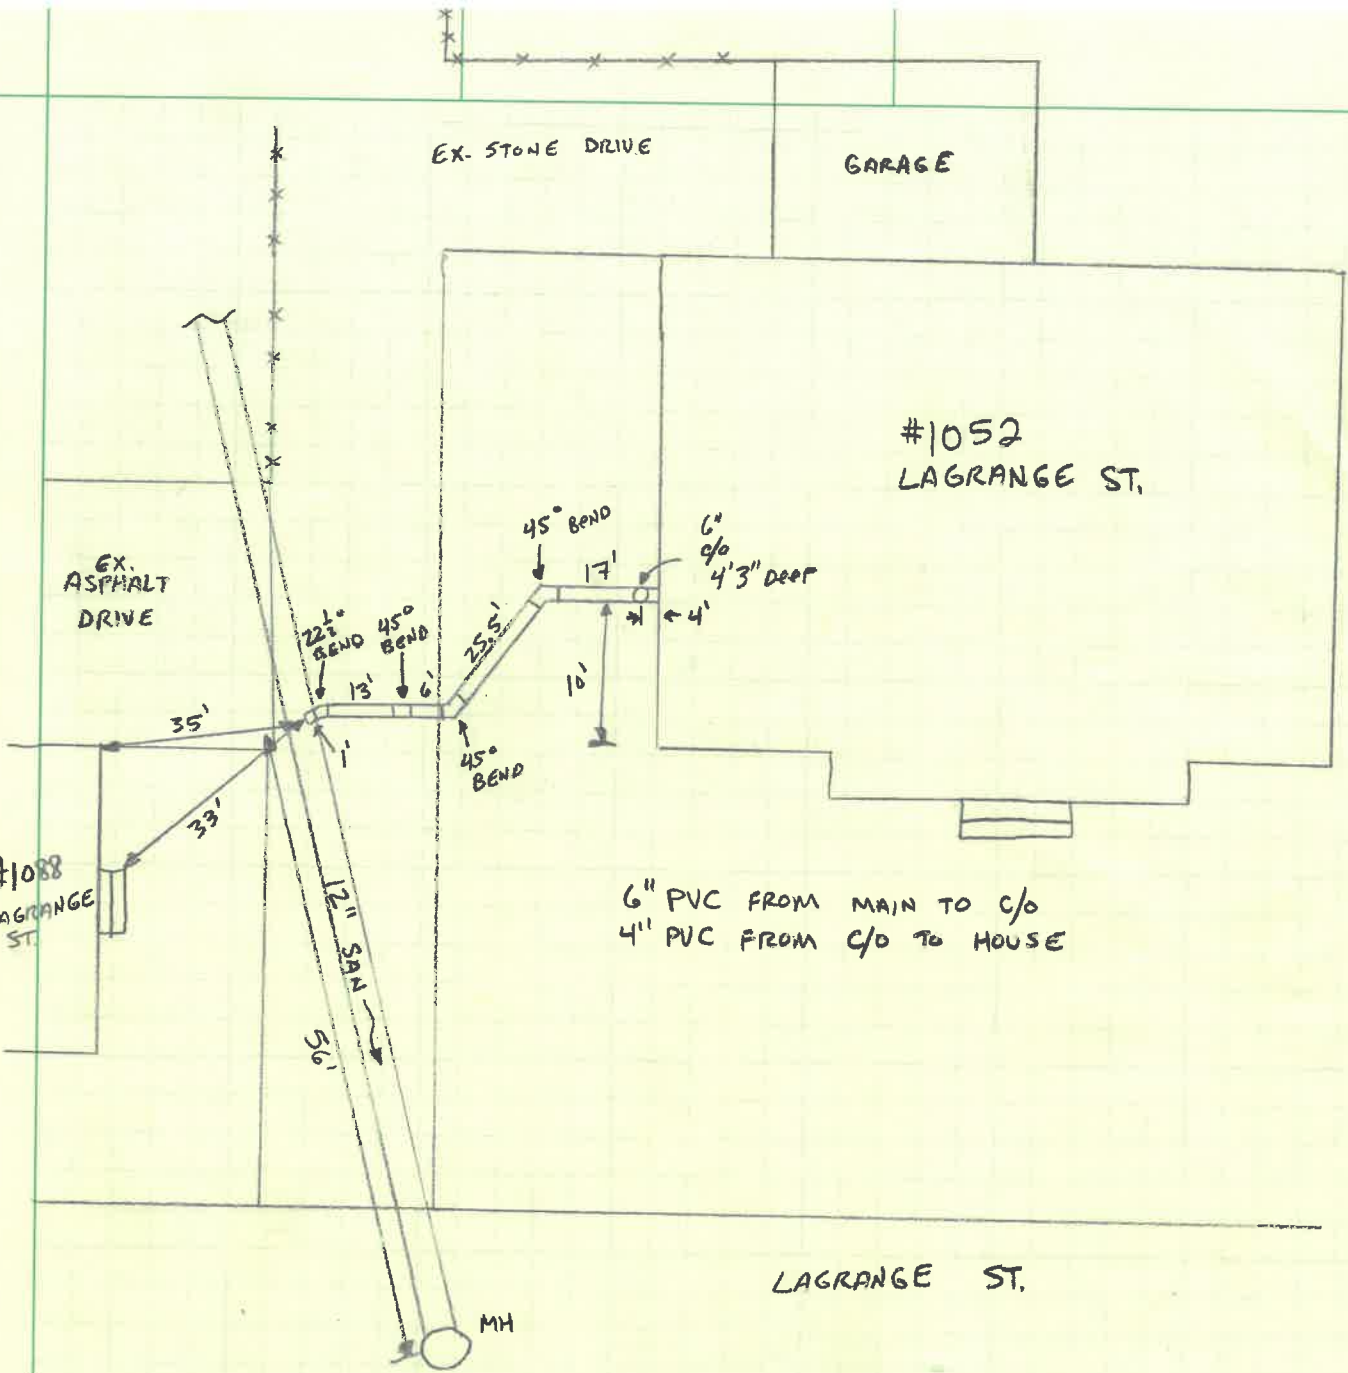 EX. STONE DRIVE
GARAGE
#1052
LAGRANGE ST.
45° BEND
6"
c/o
4'3" DEEP
17'
4'
EX.
ASPHALT
DRIVE
22½°
BEND
45°
BEND
25.5'
13'
6'
10'
35'
1'
45°
BEND
33'
#1088
LAGRANGE
ST.
12" SAN
6" PVC FROM MAIN TO C/O
4" PVC FROM C/O TO HOUSE
56'
LAGRANGE ST.
MH